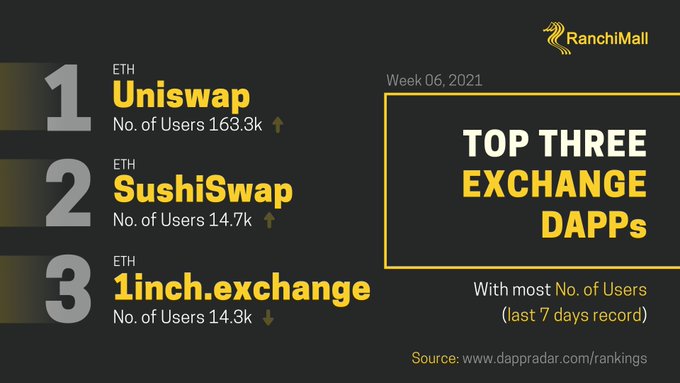 RanchiMall
1
ETH
Uniswap
No. of Users 163.3k
2
ETH
SushiSwap
No. of Users 14.7k
3
ETH
1inch.exchange
No. of Users 14.3k
Week 06, 2021
TOP THREE
EXCHANGE
DAPPs
With most No. of Users
(last 7 days record)
Source: www.dappradar.com/rankings